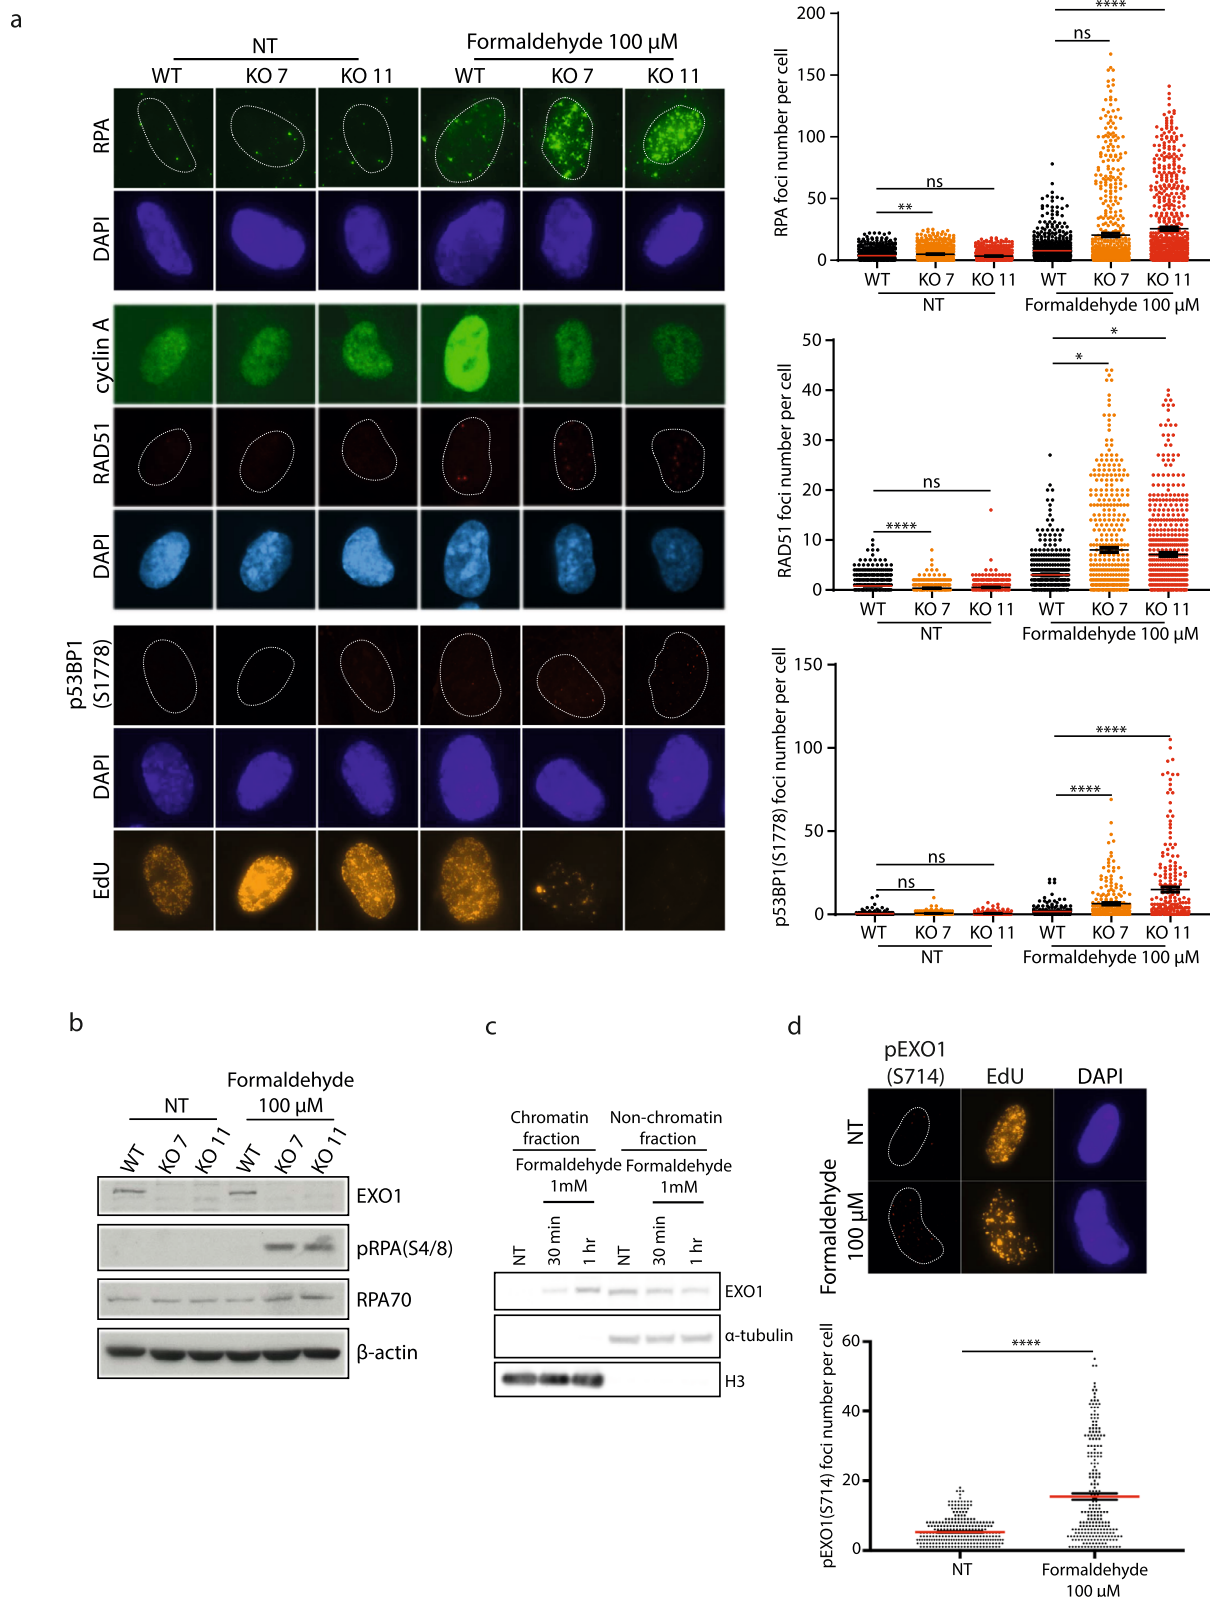 a
NT
Formaldehyde 100 µM
WT KO 7 KO 11 WT KO 7 KO 11
RPA
DAPI
cyclin A
RAD51
DAPI
p53BP1
(S1778)
DAPI
EdU
RPA foci number per cell
200
150
100
50
0
ns
**
ns
****
WT KO 7 KO 11 WT KO 7 KO 11
NT
Formaldehyde 100 µM
RAD51 foci number per cell
50
40
30
20
10
0
ns
****
*
*
WT KO 7 KO 11 WT KO 7 KO 11
NT
Formaldehyde 100 µM
p53BP1(S1778) foci number per cell
150
100
50
0
ns
ns
****
****
WT KO 7 KO 11 WT KO 7 KO 11
NT
Formaldehyde 100 µM
b
NT
Formaldehyde
100 µM
WT KO 7 KO 11 WT KO 7 KO 11
EXO1
pRPA(S4/8)
RPA70
β-actin
c
Chromatin
fraction
Non-chromatin
fraction
Formaldehyde
1mM
Formaldehyde
1mM
NT 30 min 1 hr NT 30 min 1 hr
EXO1
α-tubulin
H3
d
pEXO1
(S714)
EdU
DAPI
NT
Formaldehyde
100 µM
pEXO1(S714) foci number per cell
60
40
20
0
****
NT
Formaldehyde
100 µM